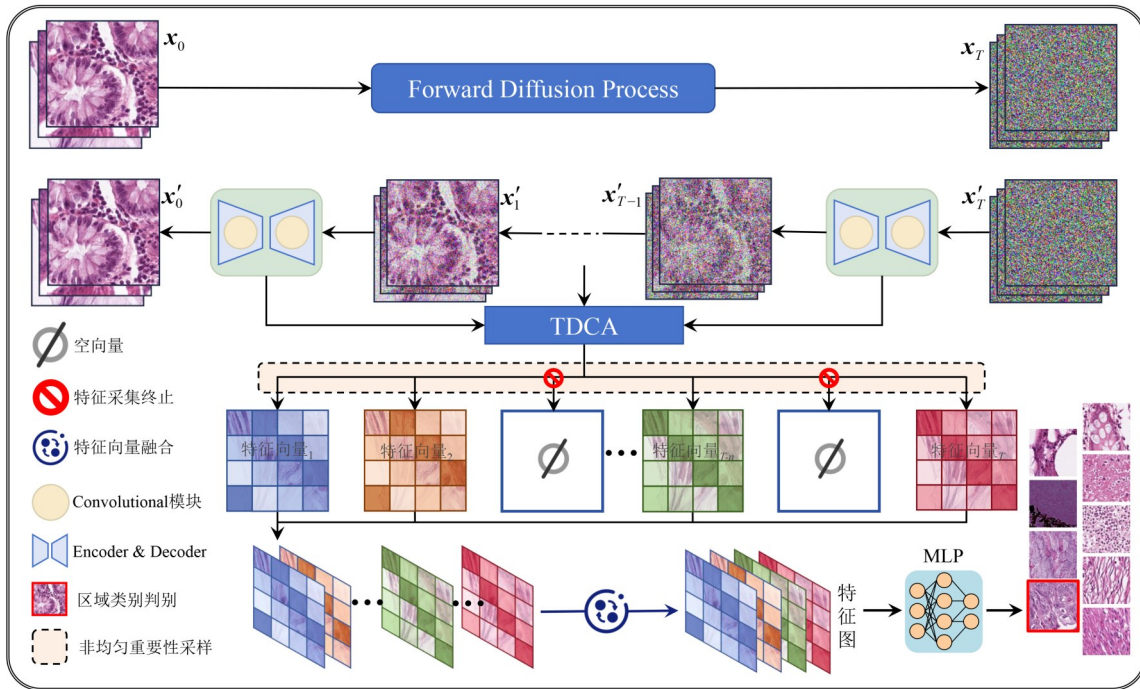 x₀
Forward Diffusion Process
x_T
x′₀
x′₁
x′_{T−1}
x′_T
TDCA
空向量
特征采集终止
特征向量融合
Convolutional模块
Encoder & Decoder
区域类别判别
非均匀重要性采样
特征向量₁
特征向量₂
特征向量_{T-n}
特征向量_T
特征图
MLP